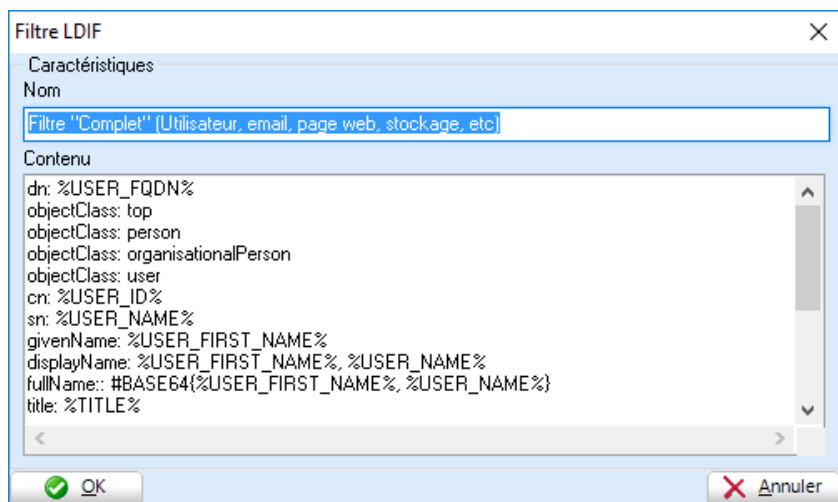 Filtre LDIF
Caractéristiques
Nom
Filtre "Complet" (Utilisateur, email, page web, stockage, etc)
Contenu
dn: %USER_FQDN%
objectClass: top
objectClass: person
objectClass: organisationalPerson
objectClass: user
cn: %USER_ID%
sn: %USER_NAME%
givenName: %USER_FIRST_NAME%
displayName: %USER_FIRST_NAME%, %USER_NAME%
fullName:: #BASE64{%USER_FIRST_NAME%, %USER_NAME%}
title: %TITLE%
OK
Annuler